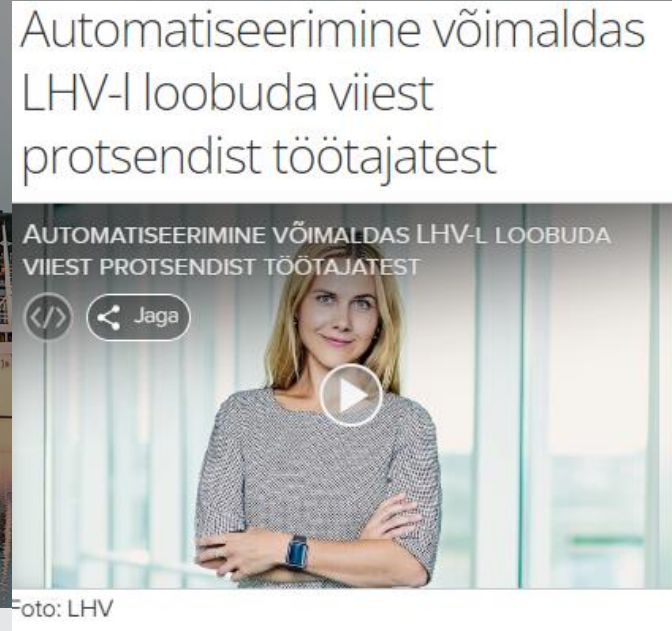 Automatiseerimine võimaldas
LHV-l loobuda viiest
protsendist töötajatest
AUTOMATISEERIMINE VÕIMALDAS LHV-L LOOBUDA
VIIEST PROTSENDIST TÖÖTAJATEST
</> Jaga
Foto: LHV